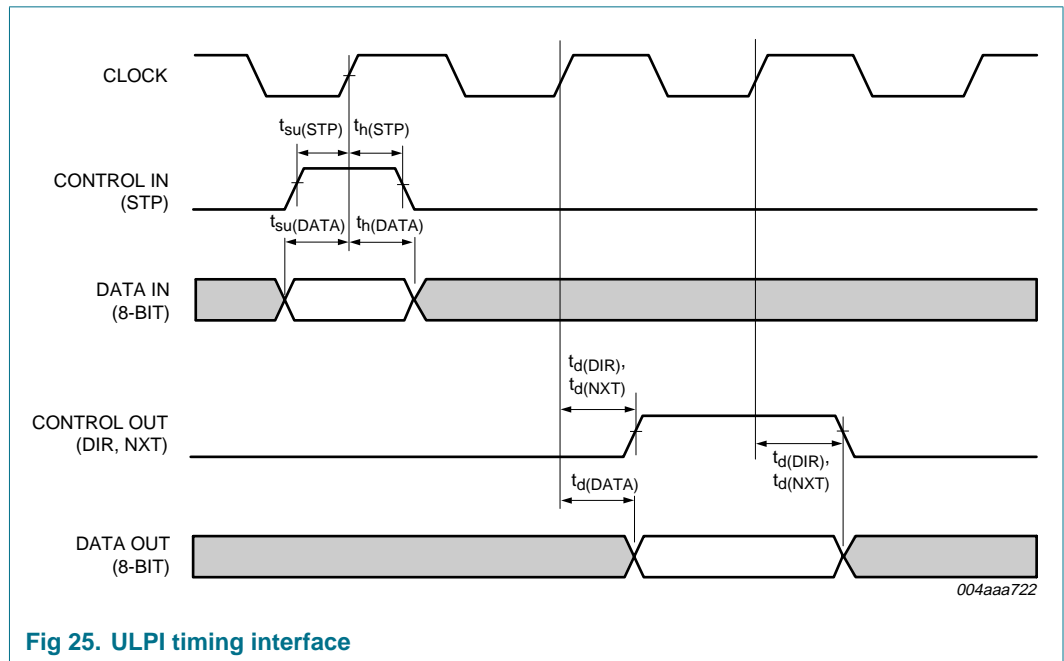 CLOCK
tsu(STP) th(STP)
CONTROL IN
(STP)
tsu(DATA) th(DATA)
DATA IN
(8-BIT)
td(DIR),
td(NXT)
CONTROL OUT
(DIR, NXT)
td(DIR),
td(NXT)
td(DATA)
DATA OUT
(8-BIT)
004aaa722
Fig 25. ULPI timing interface